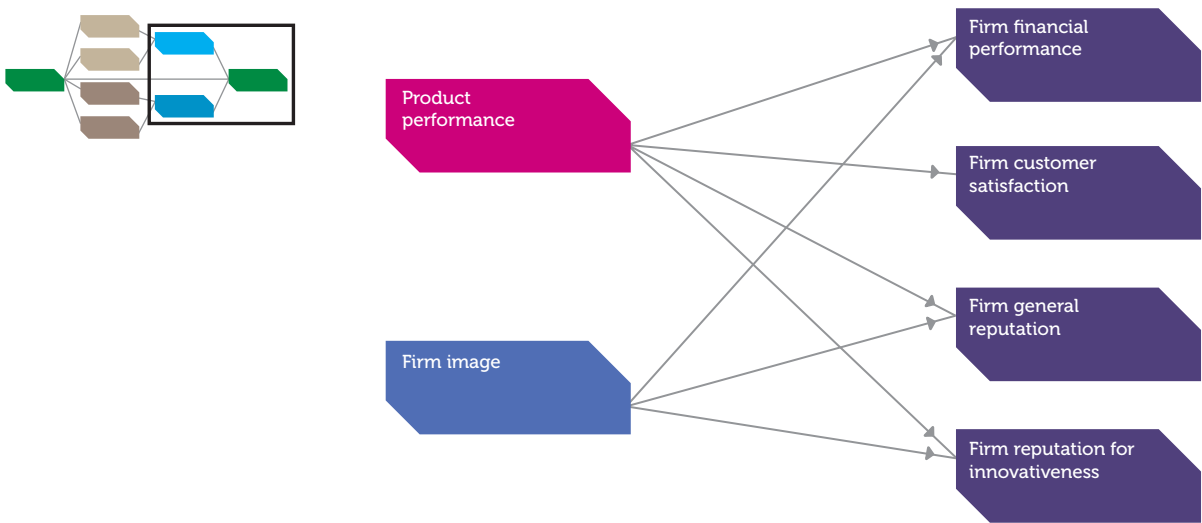 Product
performance
Firm image
Firm financial
performance
Firm customer
satisfaction
Firm general
reputation
Firm reputation for
innovativeness